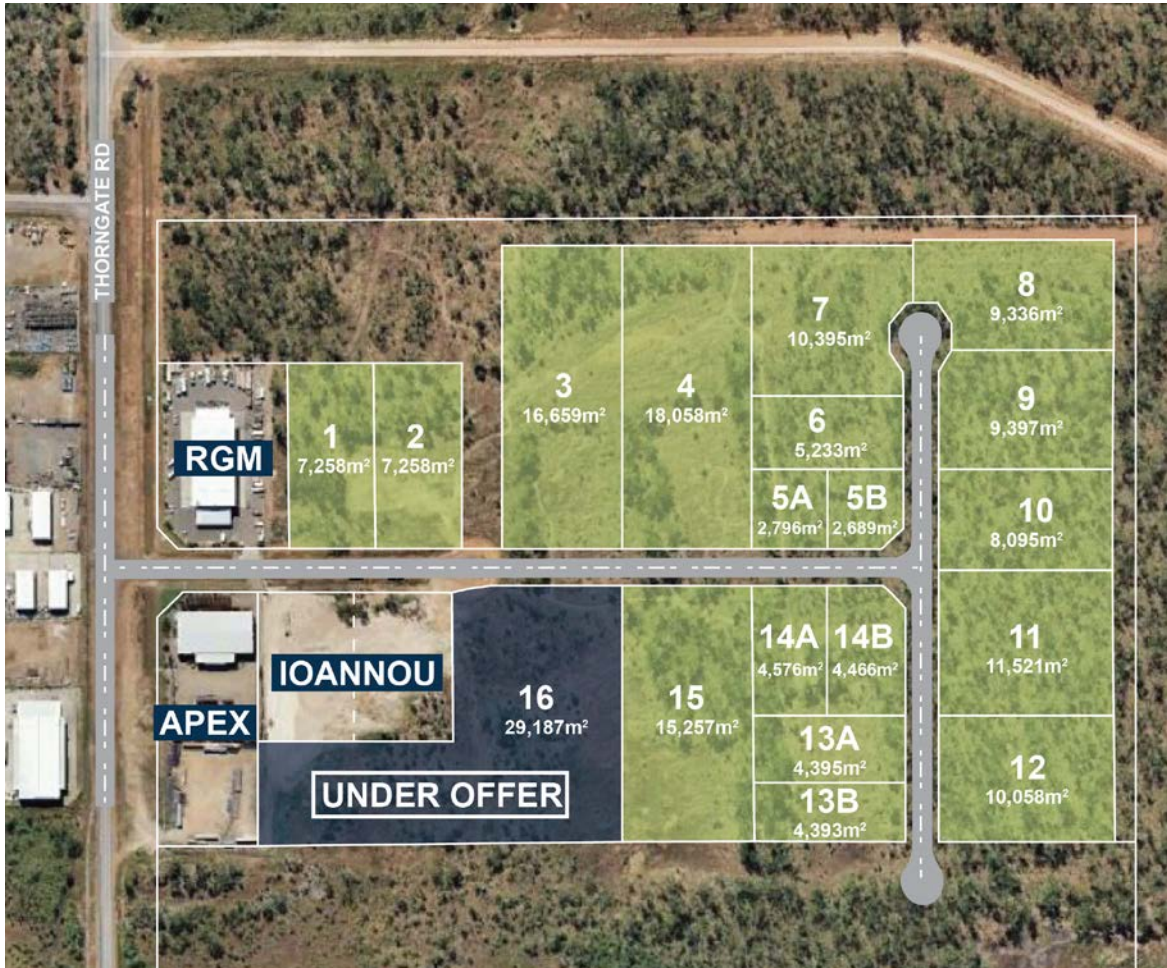 THORNGATE RD
8
9,336m²
7
10,395m²
3
16,659m²
4
18,058m²
9
9,397m²
6
5,233m²
1
7,258m²
2
7,258m²
RGM
5A
2,796m²
5B
2,689m²
10
8,095m²
14A
4,576m²
14B
4,466m²
11
11,521m²
IOANNOU
16
29,187m²
15
15,257m²
APEX
13A
4,395m²
12
10,058m²
UNDER OFFER
13B
4,393m²